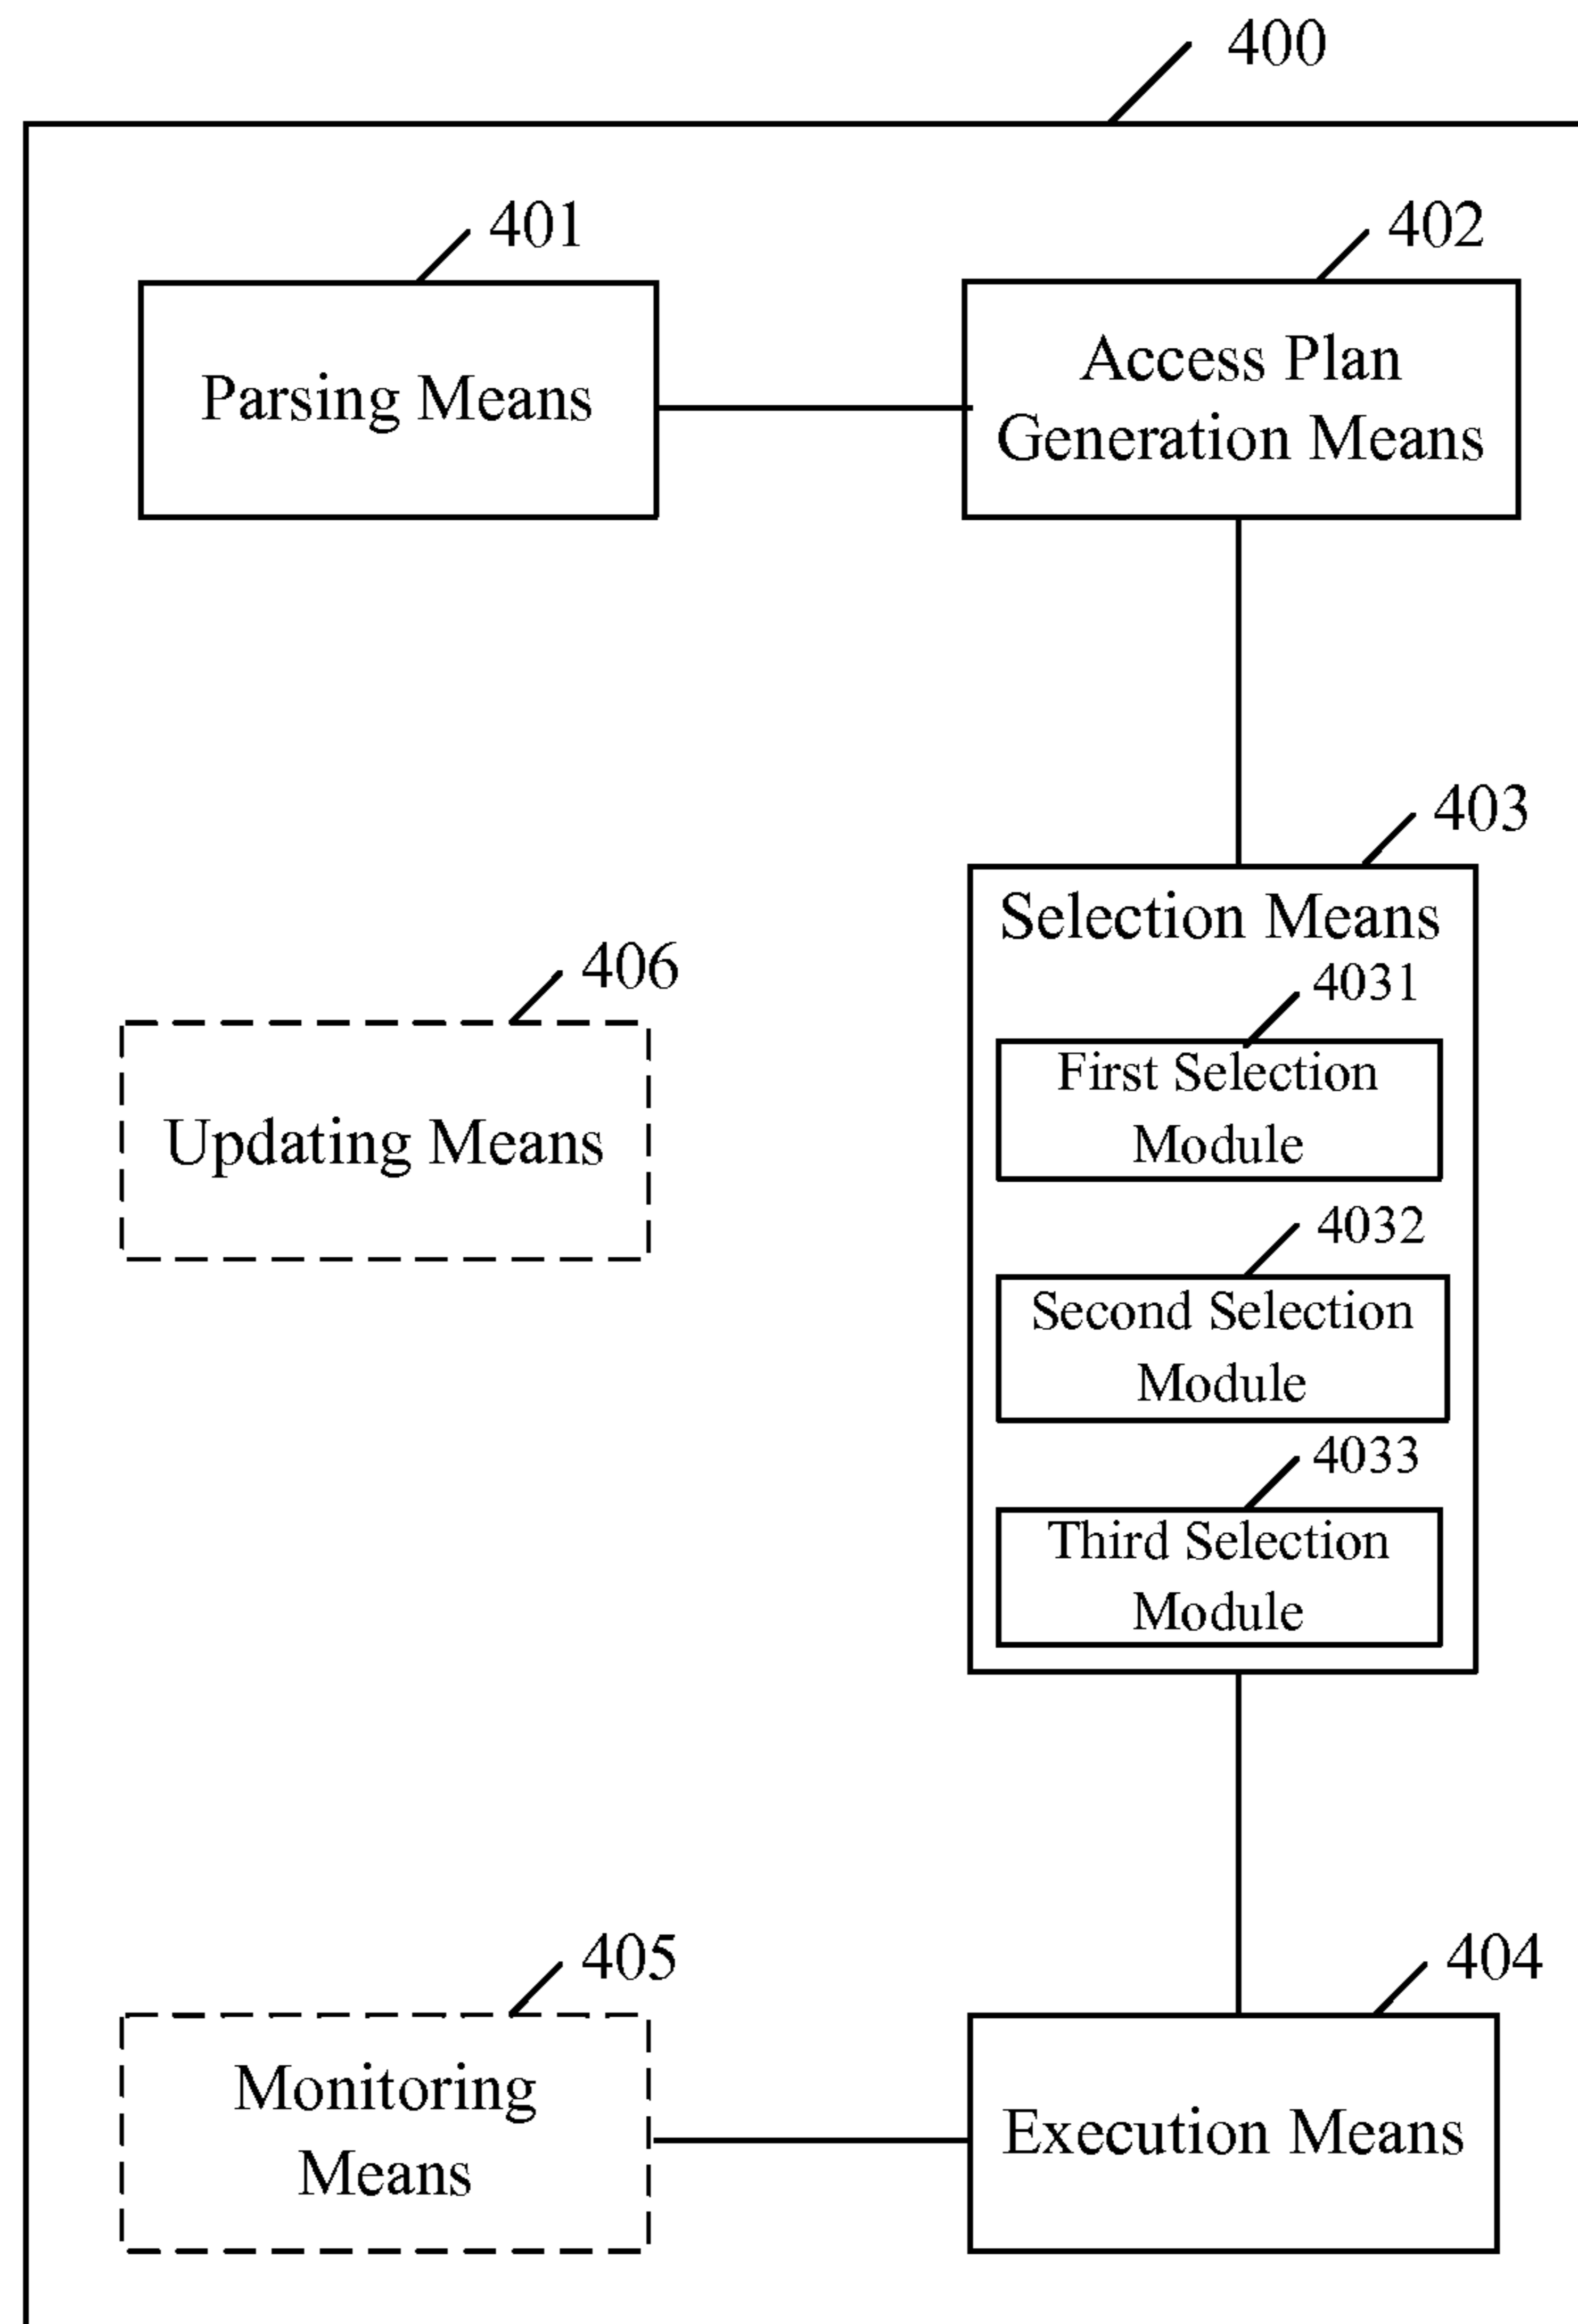 400
401
Parsing Means
402
Access Plan
Generation Means
403
Selection Means
4031
First Selection
Module
4032
Second Selection
Module
4033
Third Selection
Module
406
Updating Means
405
Monitoring
Means
404
Execution Means